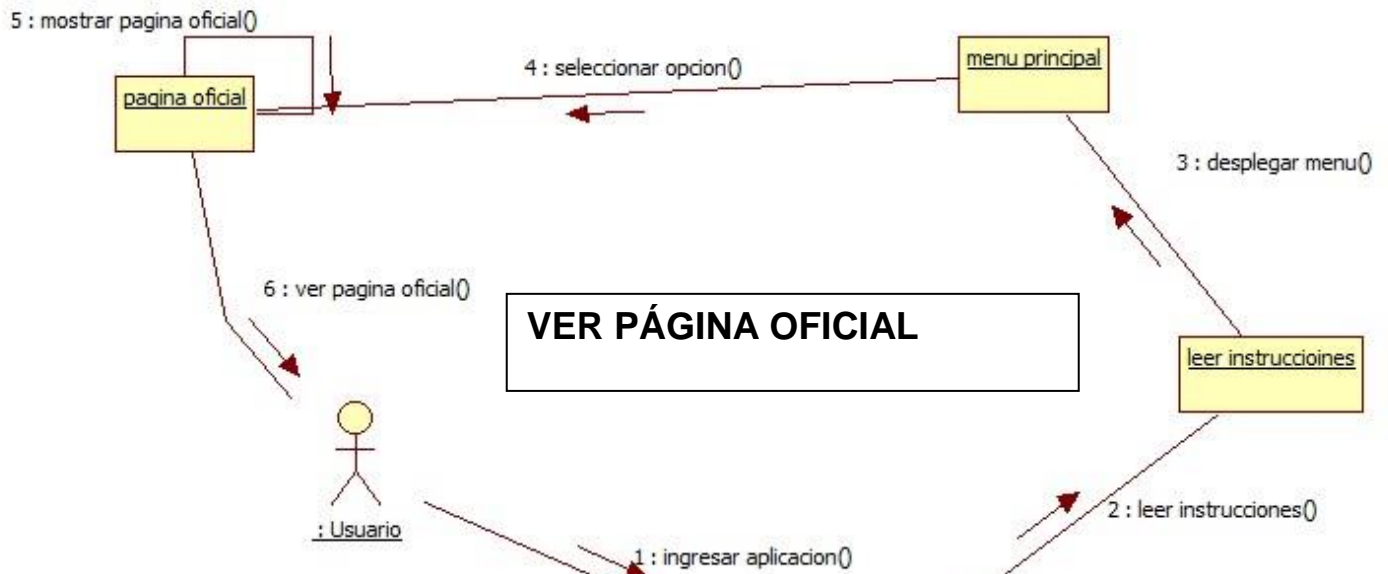 5 : mostrar pagina oficial()
4 : seleccionar opcion()
menu principal
pagina oficial
3 : desplegar menu()
6 : ver pagina oficial()
VER PÁGINA OFICIAL
leer instruccioines
2 : leer instrucciones()
: Usuario
1 : ingresar aplicacion()